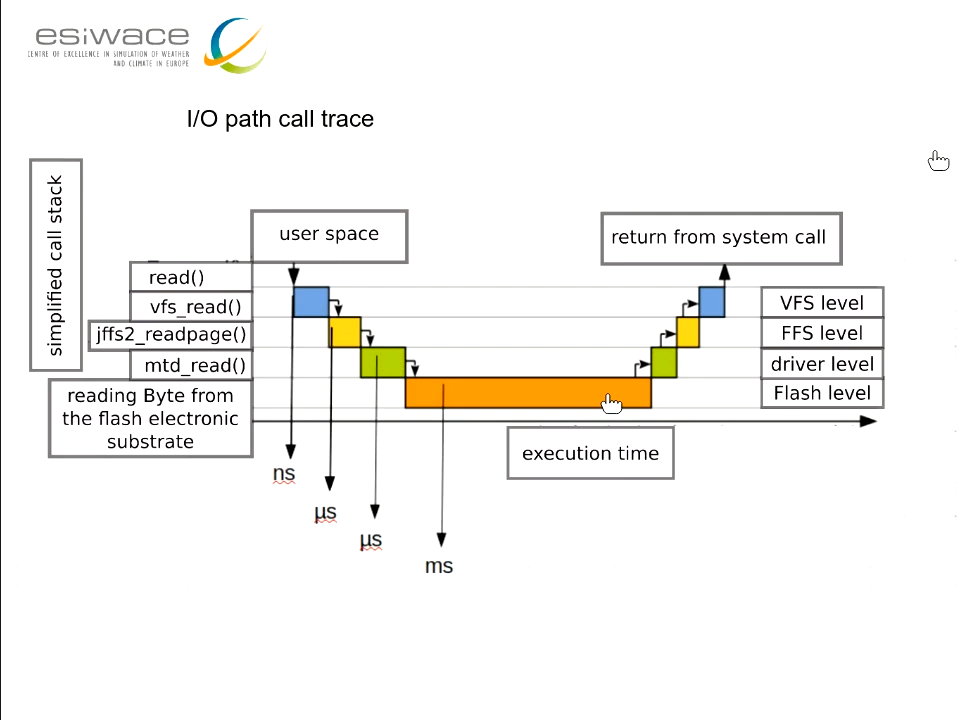 esiwace
CENTRE OF EXCELLENCE IN SIMULATION OF WEATHER
AND CLIMATE IN EUROPE
I/O path call trace
simplified call stack
user space
return from system call
read()
vfs_read()
VFS level
jffs2_readpage()
FFS level
mtd_read()
driver level
reading Byte from
the flash electronic
substrate
Flash level
execution time
ns
µs
µs
ms